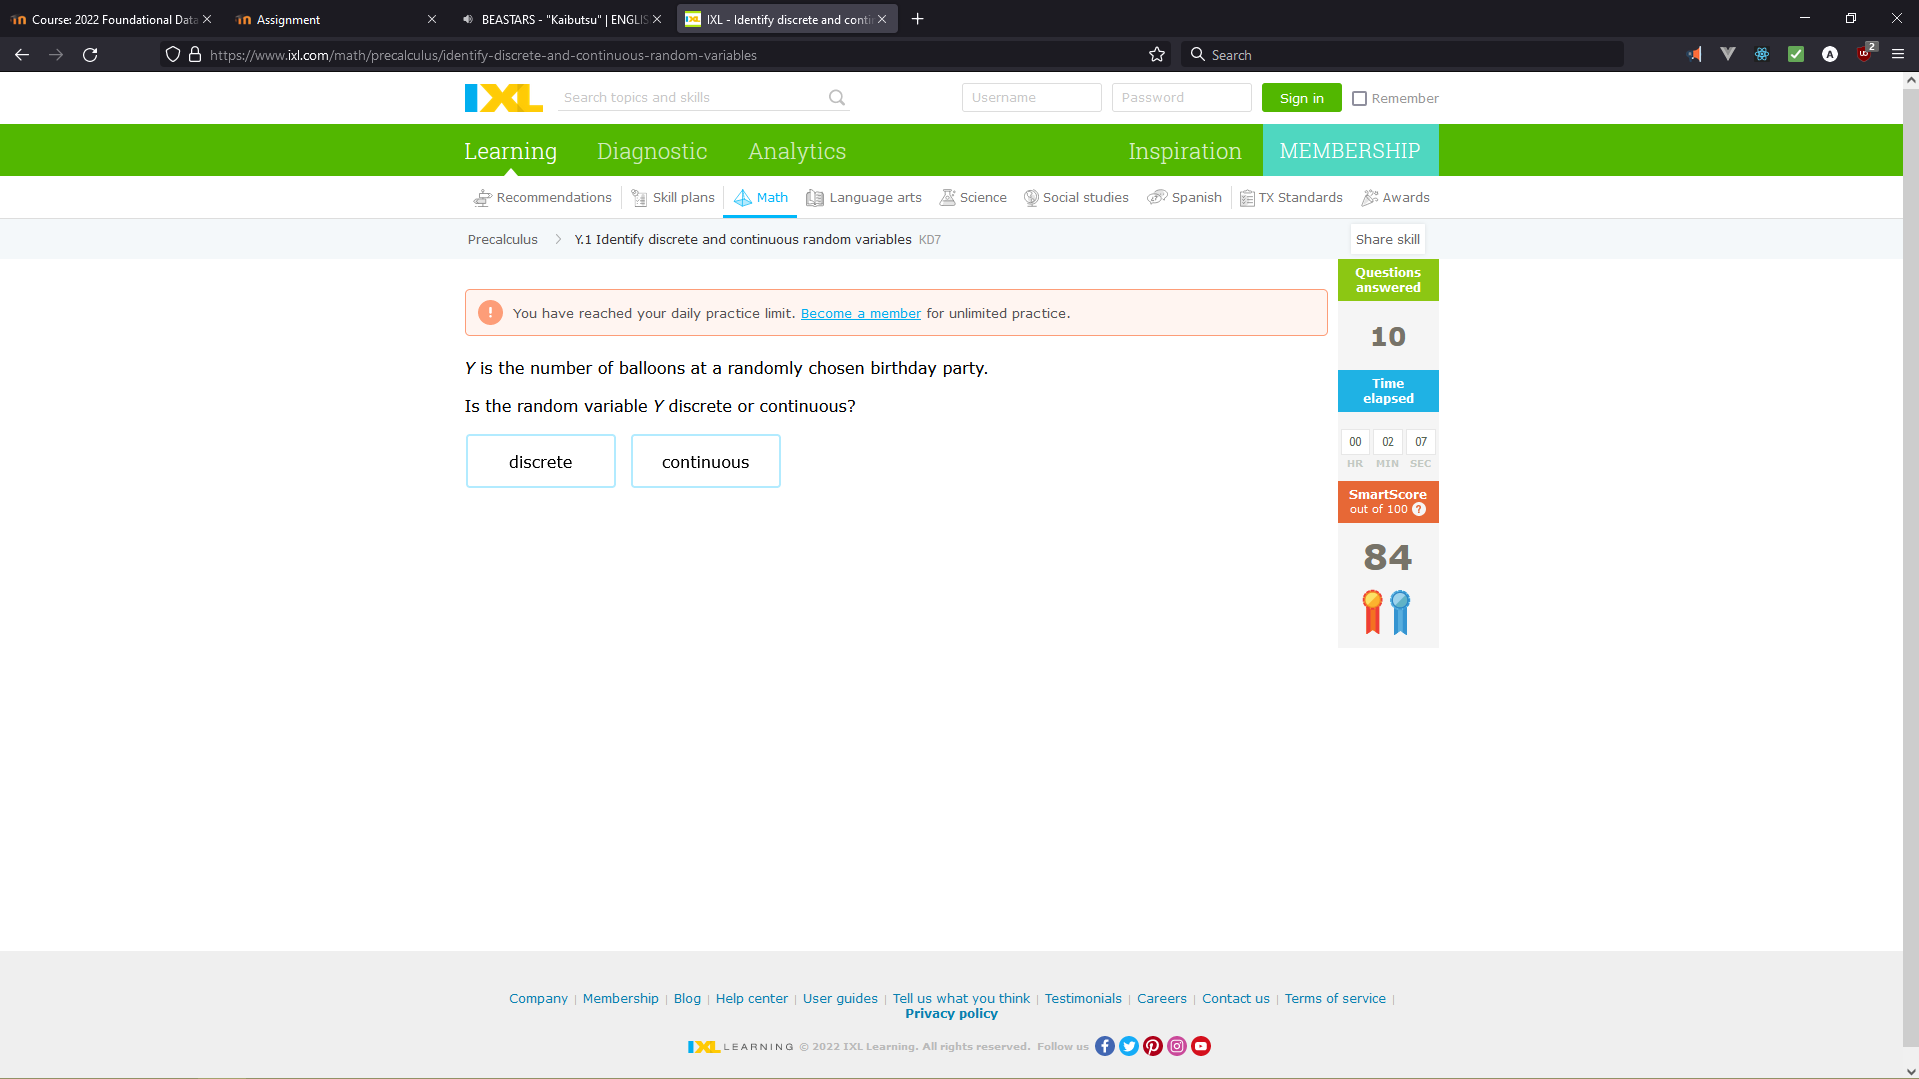 Course: 2022 Foundational Data
Assignment
BEASTARS - "Kaibutsu" | ENGLIS
IXL - Identify discrete and conti
https://www.ixl.com/math/precalculus/identify-discrete-and-continuous-random-variables
Search
2
IXL
Search topics and skills
Username
Password
Sign in
Remember
Learning
Diagnostic
Analytics
Inspiration
MEMBERSHIP
Recommendations
Skill plans
Math
Language arts
Science
Social studies
Spanish
TX Standards
Awards
Precalculus
Y.1 Identify discrete and continuous random variables KD7
Share skill
You have reached your daily practice limit. Become a member for unlimited practice.
Y is the number of balloons at a randomly chosen birthday party.
Is the random variable Y discrete or continuous?
discrete
continuous
Questions
answered
10
Time
elapsed
00 02 07
HR MIN SEC
SmartScore
out of 100 ?
84
Company | Membership | Blog | Help center | User guides | Tell us what you think | Testimonials | Careers | Contact us | Terms of service |
Privacy policy
IXL LEARNING © 2022 IXL Learning. All rights reserved. Follow us